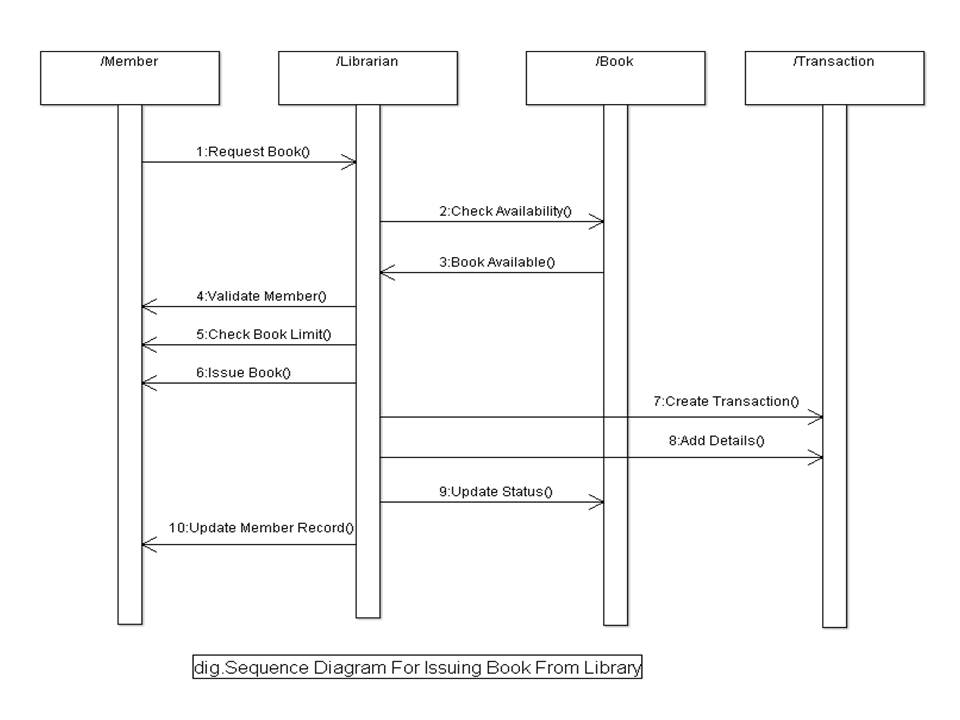 /Member
/Librarian
/Book
/Transaction
1:Request Book()
2:Check Availability()
3:Book Available()
4:Validate Member()
5:Check Book Limit()
6:Issue Book()
7:Create Transaction()
8:Add Details()
9:Update Status()
10:Update Member Record()
dig.Sequence Diagram For Issuing Book From Library